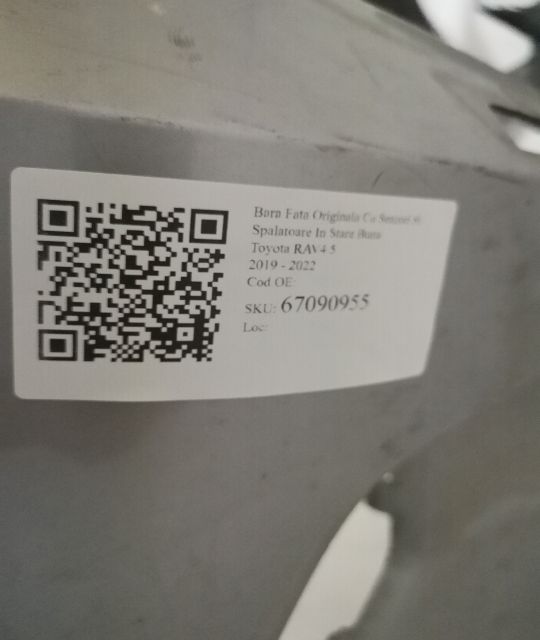 Bara Fata Originala Cu Senzori Si
Spalatoare In Stare Buna
Toyota RAV4 5
2019 - 2022
Cod OE:
SKU: 67090955
Loc: